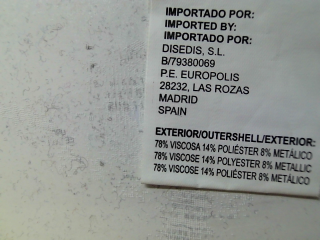 IMPORTADO POR:
IMPORTED BY:
IMPORTADO POR:
DISEDIS, S.L.
B/79380069
P.E. EUROPOLIS
28232, LAS ROZAS
MADRID
SPAIN
EXTERIOR/OUTERSHELL/EXTERIOR:
78% VISCOSA 14% POLIÉSTER 8% METÁLICO
78% VISCOSE 14% POLYESTER 8% METALLIC
78% VISCOSE 14% POLIÉSTER 8% METÁLICO